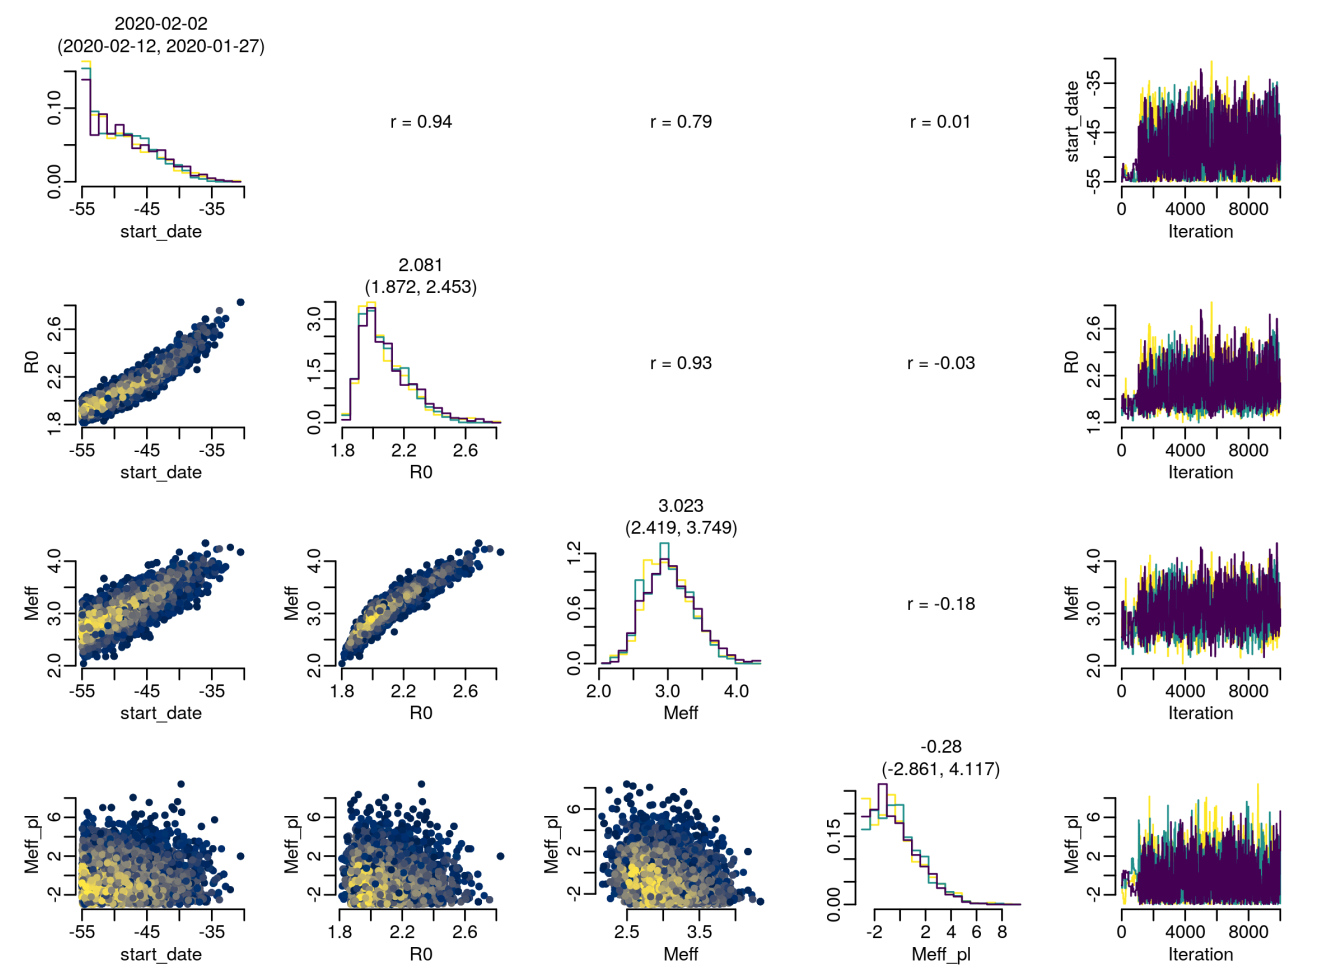 2020-02-02
(2020-02-12, 2020-01-27)
0.00 0.10
-55 -45 -35
start_date
r = 0.94
r = 0.79
r = 0.01
start_date
-55 -45 -35
0 4000 8000
Iteration
R0
1.8 2.2 2.6
-55 -45 -35
start_date
2.081
(1.872, 2.453)
0.0 1.5 3.0
1.8 2.2 2.6
R0
r = 0.93
r = -0.03
R0
1.8 2.2 2.6
0 4000 8000
Iteration
Meff
2.0 3.0 4.0
-55 -45 -35
start_date
Meff
2.0 3.0 4.0
1.8 2.2 2.6
R0
3.023
(2.419, 3.749)
0.0 0.6 1.2
2.0 3.0 4.0
Meff
r = -0.18
Meff
2.0 3.0 4.0
0 4000 8000
Iteration
Meff_pl
-2 2 6
-55 -45 -35
start_date
Meff_pl
-2 2 6
1.8 2.2 2.6
R0
Meff_pl
-2 2 6
2.5 3.5
Meff
-0.28
(-2.861, 4.117)
0.00 0.15
-2 2 4 6 8
Meff_pl
Meff_pl
-2 2 6
0 4000 8000
Iteration